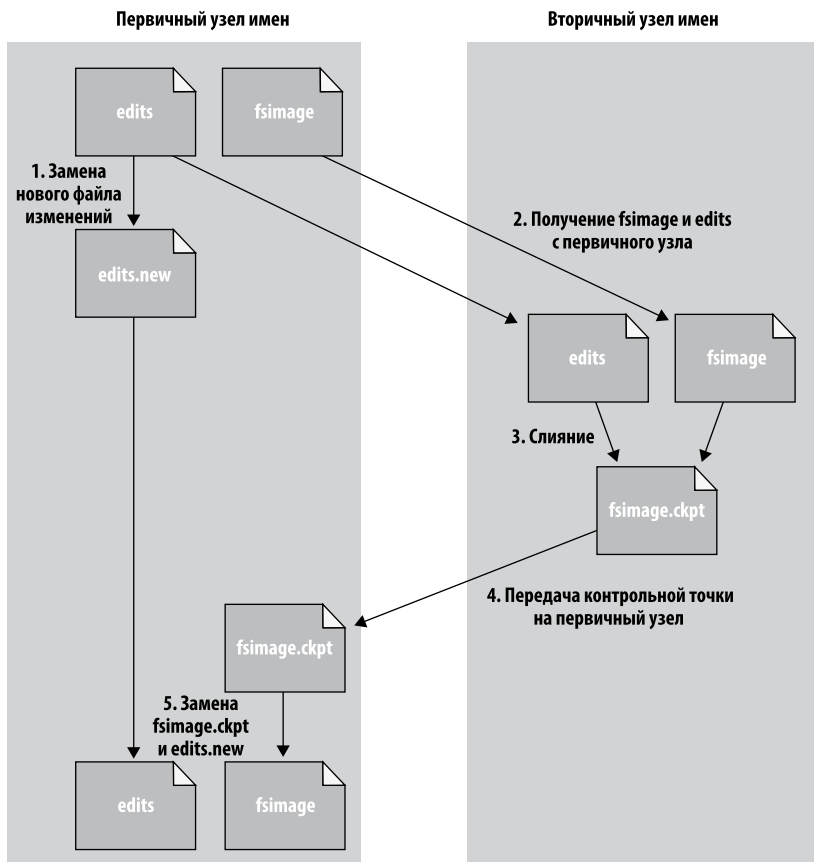 Первичный узел имен
Вторичный узел имен
edits
fsimage
1. Замена
нового файла
изменений
2. Получение fsimage и edits
с первичного узла
edits.new
edits
fsimage
3. Слияние
fsimage.ckpt
4. Передача контрольной точки
на первичный узел
fsimage.ckpt
5. Замена
fsimage.ckpt
и edits.new
edits
fsimage